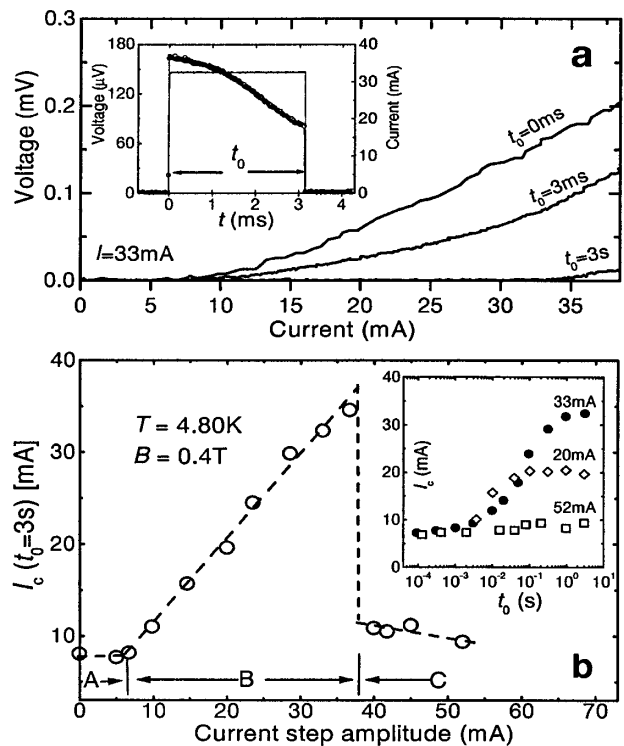 a
0.3
0.2
0.1
0.0
Voltage (mV)
180
120
60
0
Voltage (μV)
40
30
20
10
0
Current (mA)
t₀
0 1 2 3 4
t (ms)
t₀=0ms
t₀=3ms
t₀=3s
I=33mA
0 5 10 15 20 25 30 35
Current (mA)
40
30
20
10
I_c (t₀=3s) [mA]
T = 4.80K
B = 0.4T
40
30
20
10
0
I_c
33mA
20mA
52mA
10⁻⁴ 10⁻³ 10⁻² 10⁻¹ 10⁰ 10¹
t₀ (s)
A B C
b
0 10 20 30 40 50 60 70
Current step amplitude (mA)